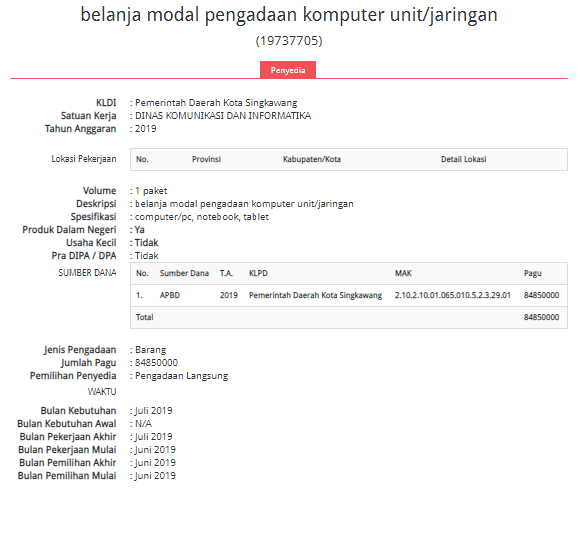 belanja modal pengadaan komputer unit/jaringan
(19737705)
Penyedia
KLDI : Pemerintah Daerah Kota Singkawang
Satuan Kerja : DINAS KOMUNIKASI DAN INFORMATIKA
Tahun Anggaran : 2019
Lokasi Pekerjaan No. Provinsi Kabupaten/Kota Detail Lokasi
Volume : 1 paket
Deskripsi : belanja modal pengadaan komputer unit/jaringan
Spesifikasi : computer/pc, notebook, tablet
Produk Dalam Negeri : Ya
Usaha Kecil : Tidak
Pra DIPA / DPA : Tidak
SUMBER DANA No. Sumber Dana T.A. KLPD MAK Pagu
1. APBD 2019 Pemerintah Daerah Kota Singkawang 2.10.2.10.01.065.010.5.2.3.29.01 84850000
Total 84850000
Jenis Pengadaan : Barang
Jumlah Pagu : 84850000
Pemilihan Penyedia : Pengadaan Langsung
WAKTU
Bulan Kebutuhan : Juli 2019
Bulan Kebutuhan Awal : N/A
Bulan Pekerjaan Akhir : Juli 2019
Bulan Pekerjaan Mulai : Juni 2019
Bulan Pemilihan Akhir : Juni 2019
Bulan Pemilihan Mulai : Juni 2019